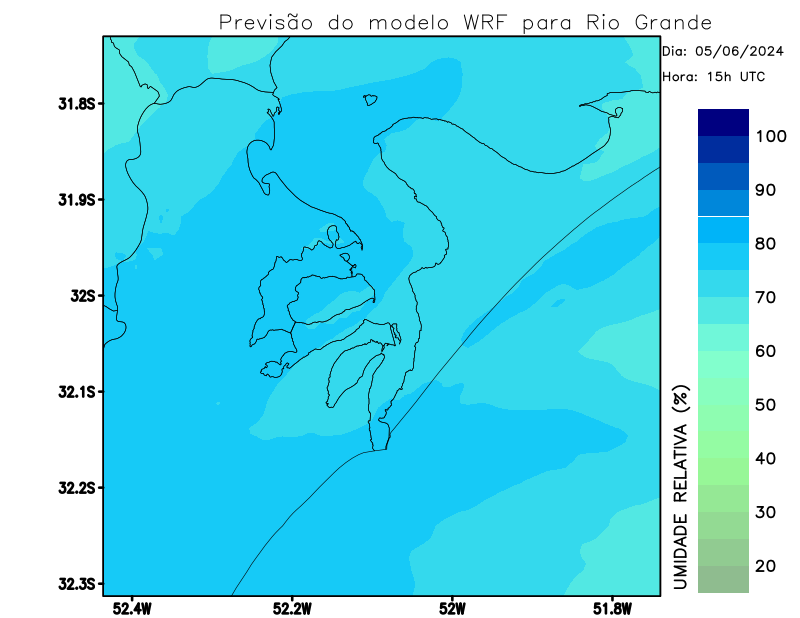 Previsão do modelo WRF para Rio Grande
Dia: 05/06/2024
Hora: 15h UTC
31.8S
31.9S
32S
32.1S
32.2S
32.3S
52.4W
52.2W
52W
51.8W
UMIDADE RELATIVA (%)
100
90
80
70
60
50
40
30
20